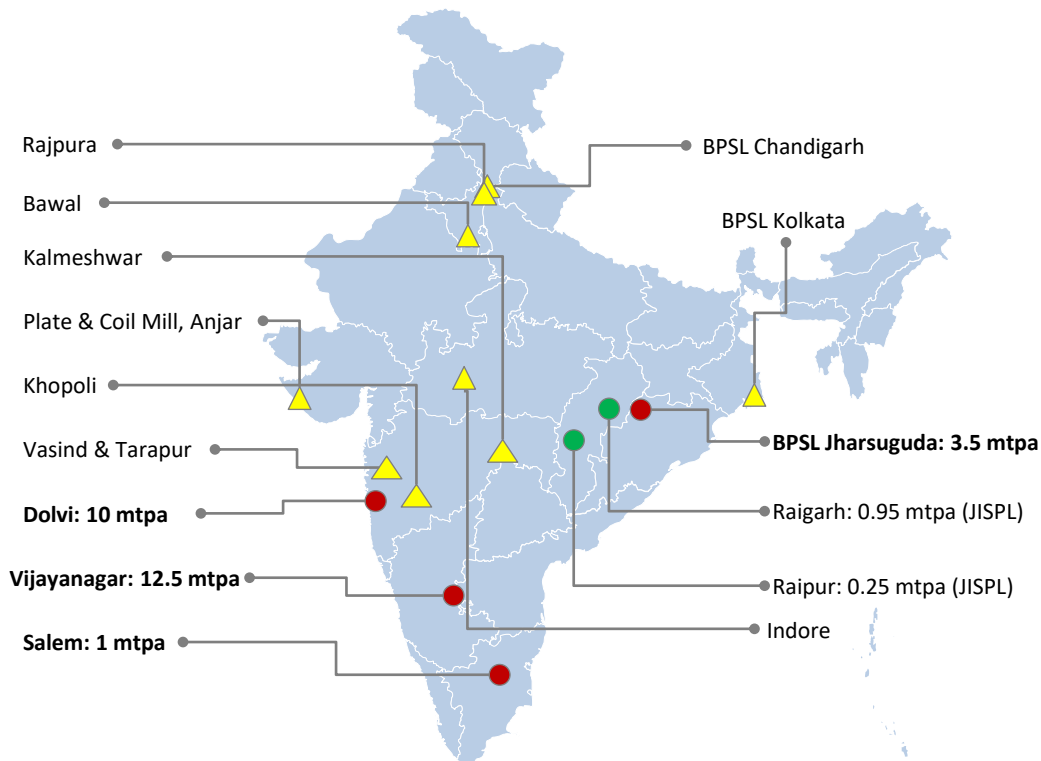 Rajpura
BPSL Chandigarh
Bawal
BPSL Kolkata
Kalmeshwar
Plate & Coil Mill, Anjar
Khopoli
Vasind & Tarapur
BPSL Jharsuguda: 3.5 mtpa
Dolvi: 10 mtpa
Raigarh: 0.95 mtpa (JISPL)
Vijayanagar: 12.5 mtpa
Raipur: 0.25 mtpa (JISPL)
Indore
Salem: 1 mtpa